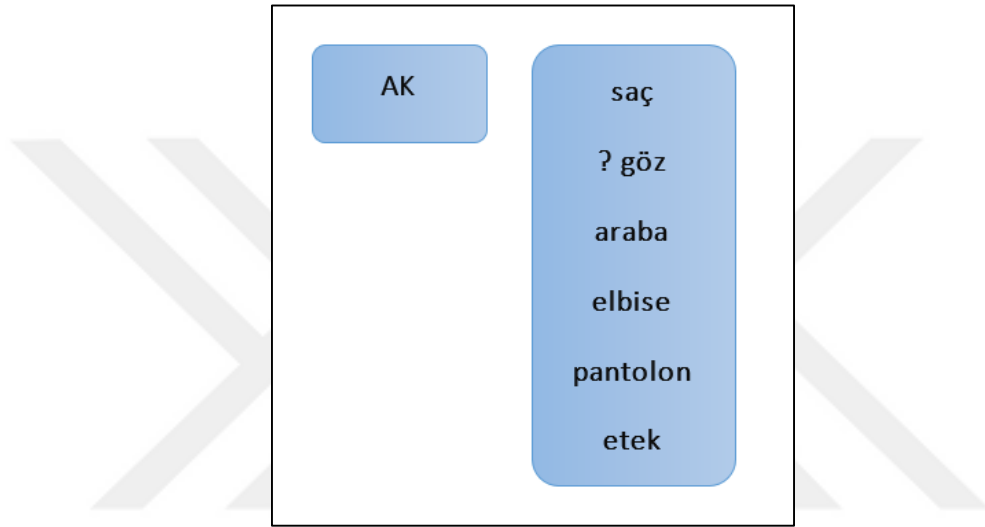 AK
saç
? göz
araba
elbise
pantolon
etek